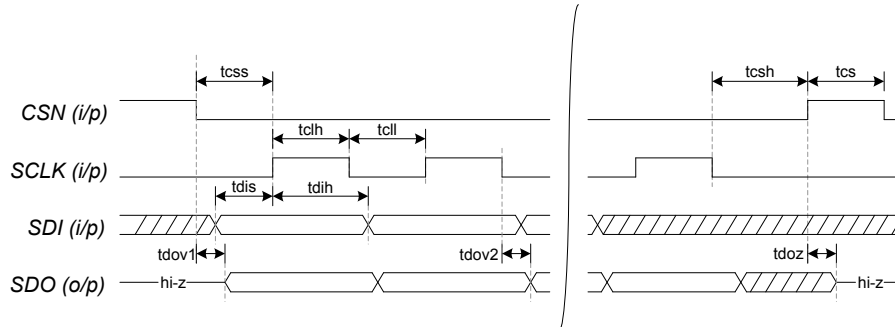 tcss
tcsh
tcs
CSN (i/p)
tclh
tcll
SCLK (i/p)
tdis
tdih
SDI (i/p)
tdov1
tdov2
tdoz
SDO (o/p)
hi-z
hi-z